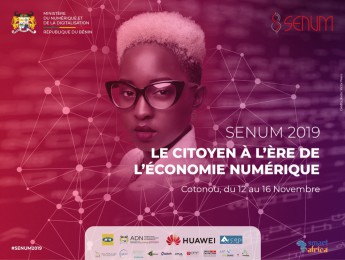 MINISTÈRE
DU NUMÉRIQUE ET
DE LA DIGITALISATION
RÉPUBLIQUE DU BÉNIN
SENUM
SENUM 2019
LE CITOYEN À L'ÈRE DE
L'ÉCONOMIE NUMÉRIQUE
Cotonou, du 12 au 16 Novembre
ADN
HUAWEI
#SENUM2019
smart
africa